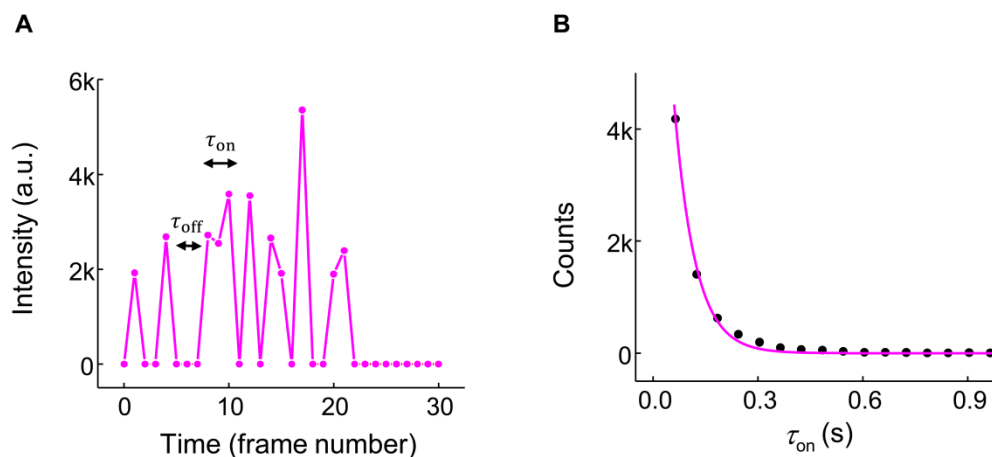 A
6k
4k
2k
0
Intensity (a.u.)
τon
τoff
0
10
20
30
Time (frame number)
B
4k
2k
0
Counts
0.0
0.3
0.6
0.9
τon (s)